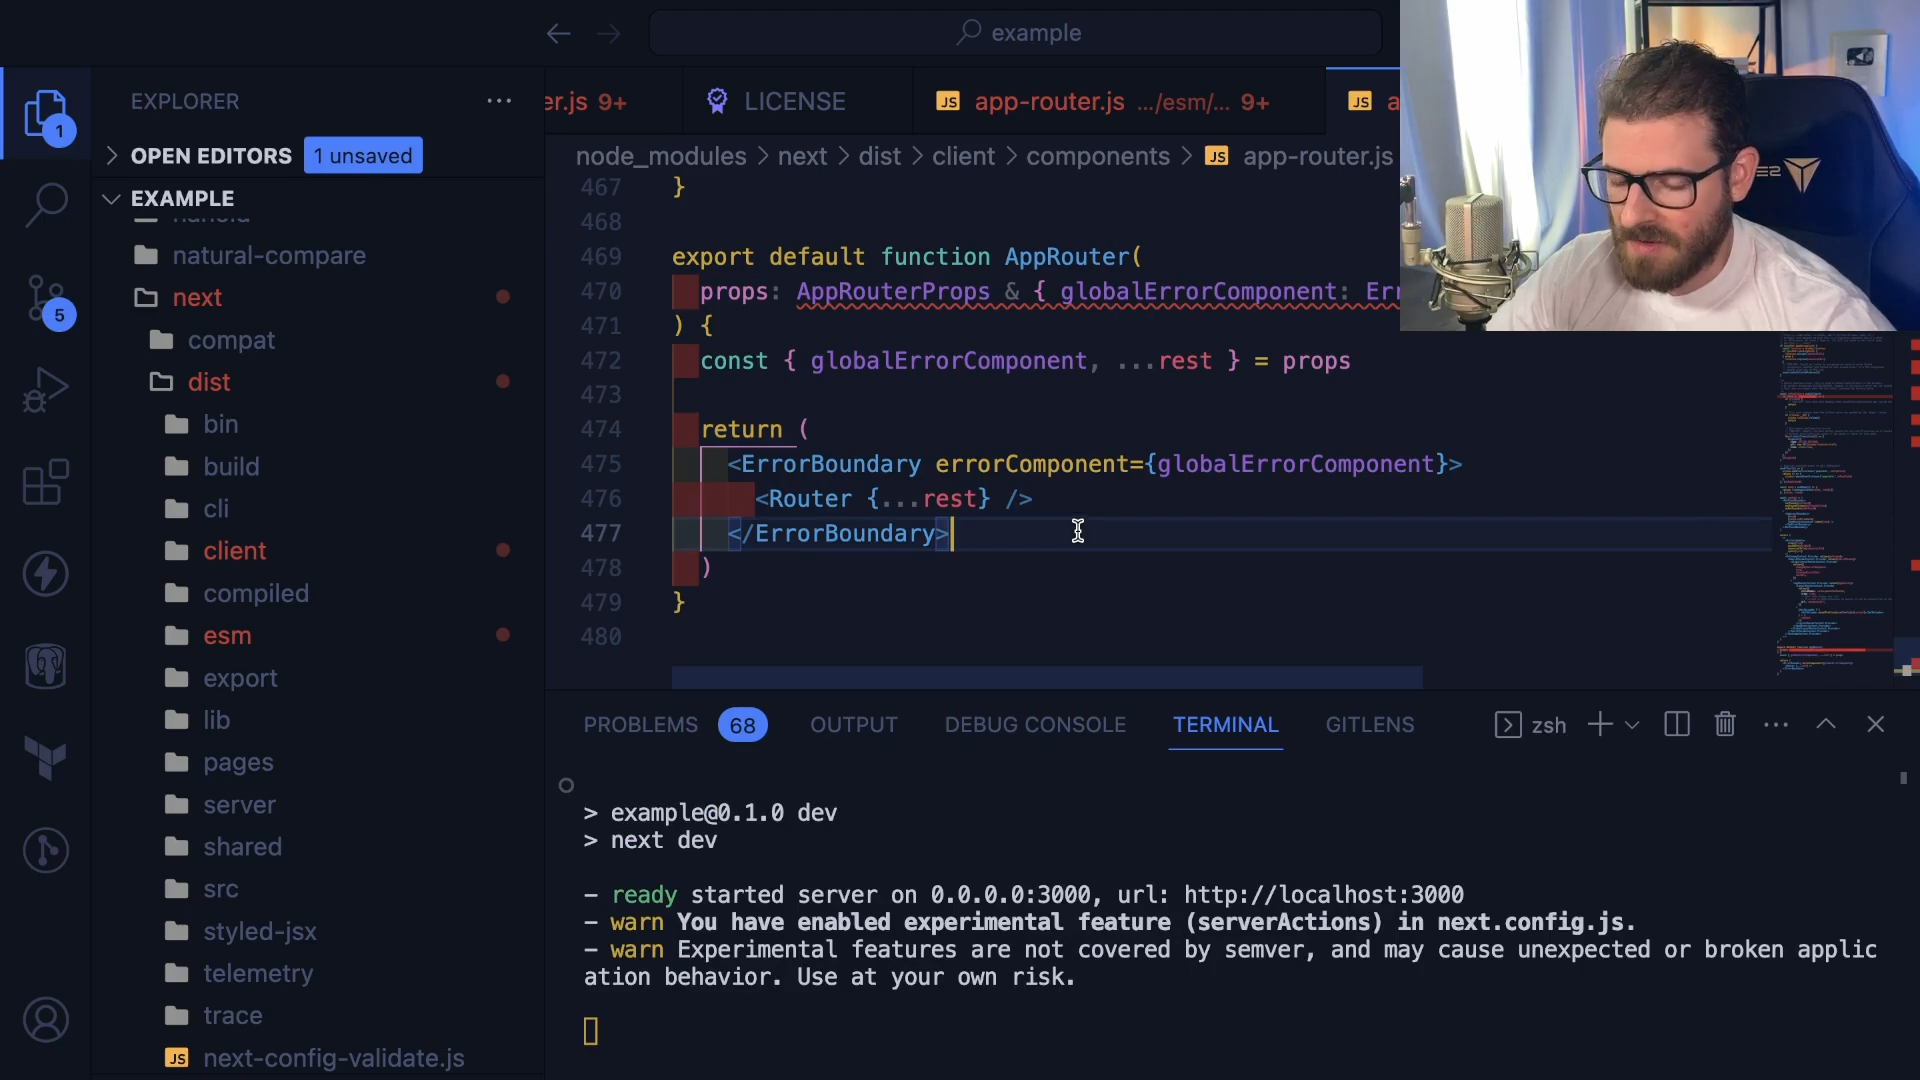 example
EXPLORER
OPEN EDITORS
1 unsaved
EXAMPLE
natural-compare
next
compat
dist
bin
build
cli
client
compiled
esm
export
lib
pages
server
shared
src
styled-jsx
telemetry
trace
JS next-config-validate.js
1
5
er.js 9+
LICENSE
JS app-router.js .../esm/... 9+
JS a
node_modules > next > dist > client > components > JS app-router.js
467 }
468
469 export default function AppRouter(
470 props: AppRouterProps & { globalErrorComponent: Err
471 ) {
472 const { globalErrorComponent, ...rest } = props
473
474 return (
475 <ErrorBoundary errorComponent={globalErrorComponent}>
476 <Router {...rest} />
477 </ErrorBoundary>
478 )
479 }
480
PROBLEMS 68 OUTPUT DEBUG CONSOLE TERMINAL GITLENS zsh
> example@0.1.0 dev
> next dev
- ready started server on 0.0.0.0:3000, url: http://localhost:3000
- warn You have enabled experimental feature (serverActions) in next.config.js.
- warn Experimental features are not covered by semver, and may cause unexpected or broken applic
ation behavior. Use at your own risk.